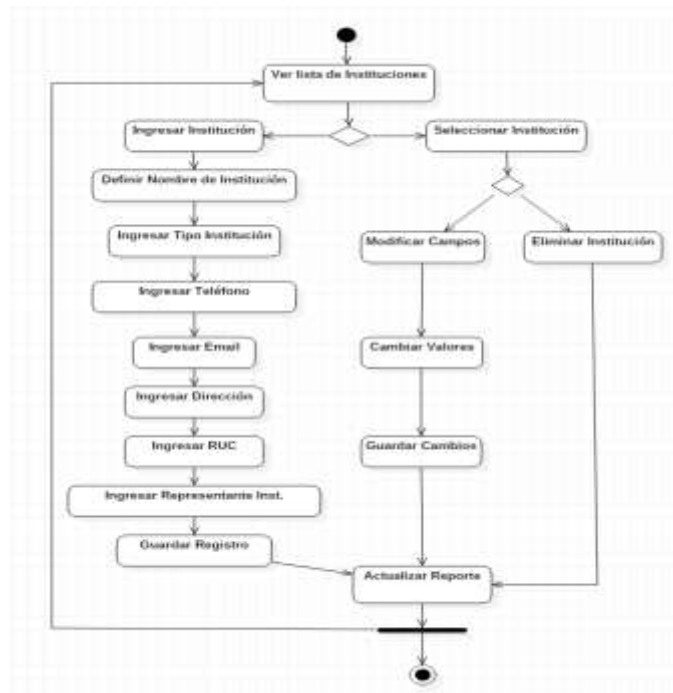 Ver lista de Instituciones
Ingresar Institución
Seleccionar Institución
Definir Nombre de Institución
Ingresar Tipo Institución
Modificar Campos
Eliminar Institución
Ingresar Teléfono
Ingresar Email
Cambiar Valores
Ingresar Dirección
Ingresar RUC
Guardar Cambios
Ingresar Representante Inst.
Guardar Registro
Actualizar Reporte